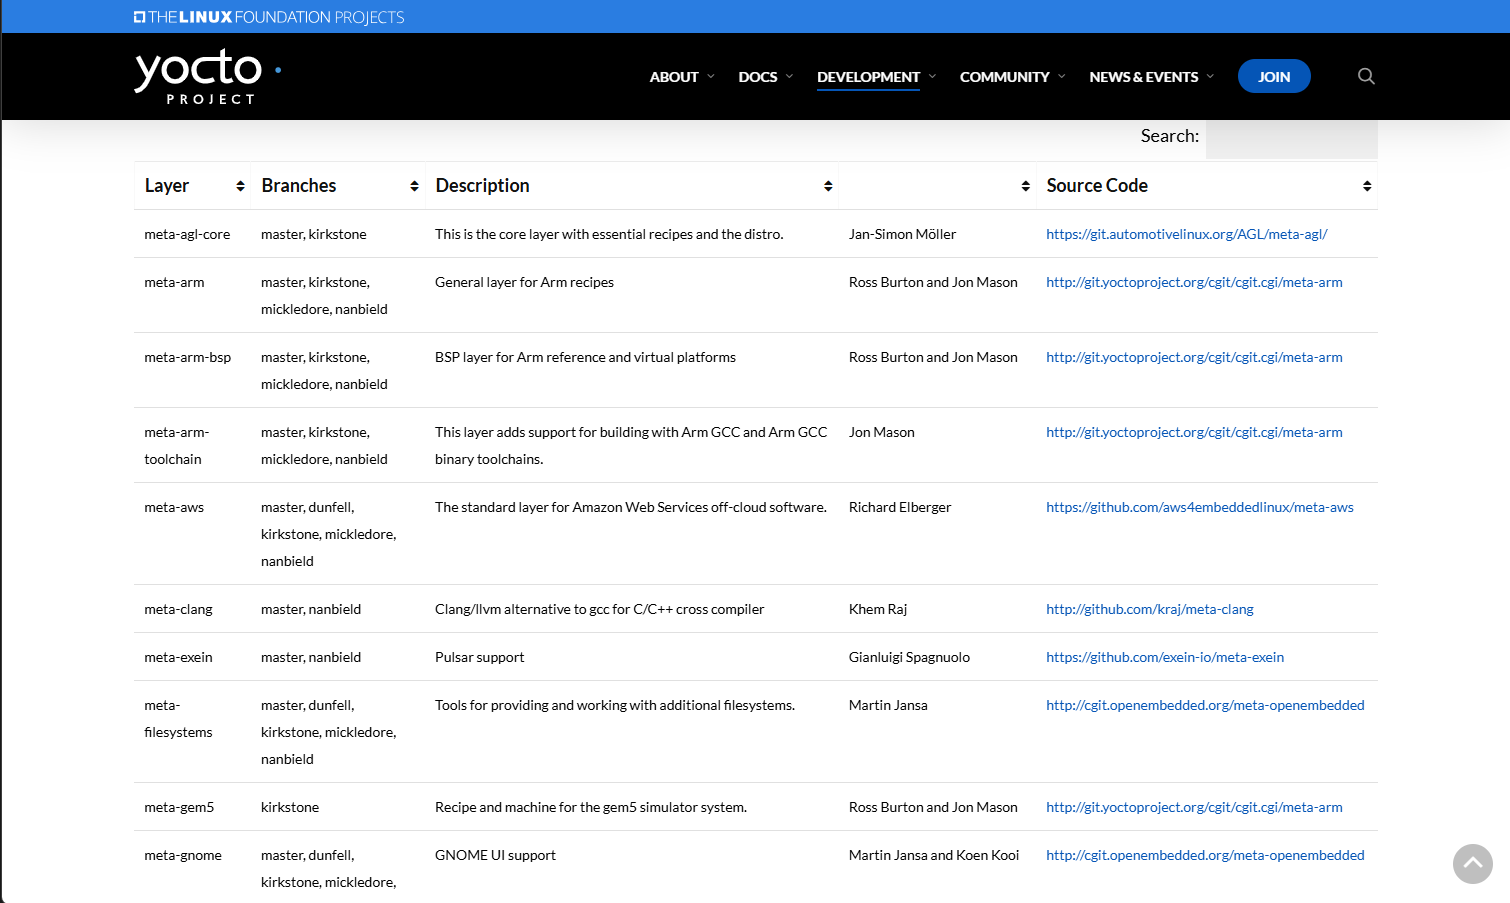 THE LINUX FOUNDATION PROJECTS
yocto PROJECT
ABOUT DOCS DEVELOPMENT COMMUNITY NEWS & EVENTS JOIN
Search:
Layer Branches Description Source Code
meta-agl-core master, kirkstone This is the core layer with essential recipes and the distro. Jan-Simon Möller https://git.automotivelinux.org/AGL/meta-agl/
meta-arm master, kirkstone, General layer for Arm recipes Ross Burton and Jon Mason http://git.yoctoproject.org/cgit/cgit.cgi/meta-arm
mickledore, nanbield
meta-arm-bsp master, kirkstone, BSP layer for Arm reference and virtual platforms Ross Burton and Jon Mason http://git.yoctoproject.org/cgit/cgit.cgi/meta-arm
mickledore, nanbield
meta-arm- master, kirkstone, This layer adds support for building with Arm GCC and Arm GCC Jon Mason http://git.yoctoproject.org/cgit/cgit.cgi/meta-arm
toolchain mickledore, nanbield binary toolchains.
meta-aws master, dunfell, The standard layer for Amazon Web Services off-cloud software. Richard Elberger https://github.com/aws4embeddedlinux/meta-aws
kirkstone, mickledore,
nanbield
meta-clang master, nanbield Clang/llvm alternative to gcc for C/C++ cross compiler Khem Raj http://github.com/kraj/meta-clang
meta-exein master, nanbield Pulsar support Gianluigi Spagnuolo https://github.com/exein-io/meta-exein
meta- master, dunfell, Tools for providing and working with additional filesystems. Martin Jansa http://cgit.openembedded.org/meta-openembedded
filesystems kirkstone, mickledore,
nanbield
meta-gem5 kirkstone Recipe and machine for the gem5 simulator system. Ross Burton and Jon Mason http://git.yoctoproject.org/cgit/cgit.cgi/meta-arm
meta-gnome master, dunfell, GNOME UI support Martin Jansa and Koen Kooi http://cgit.openembedded.org/meta-openembedded
kirkstone, mickledore,